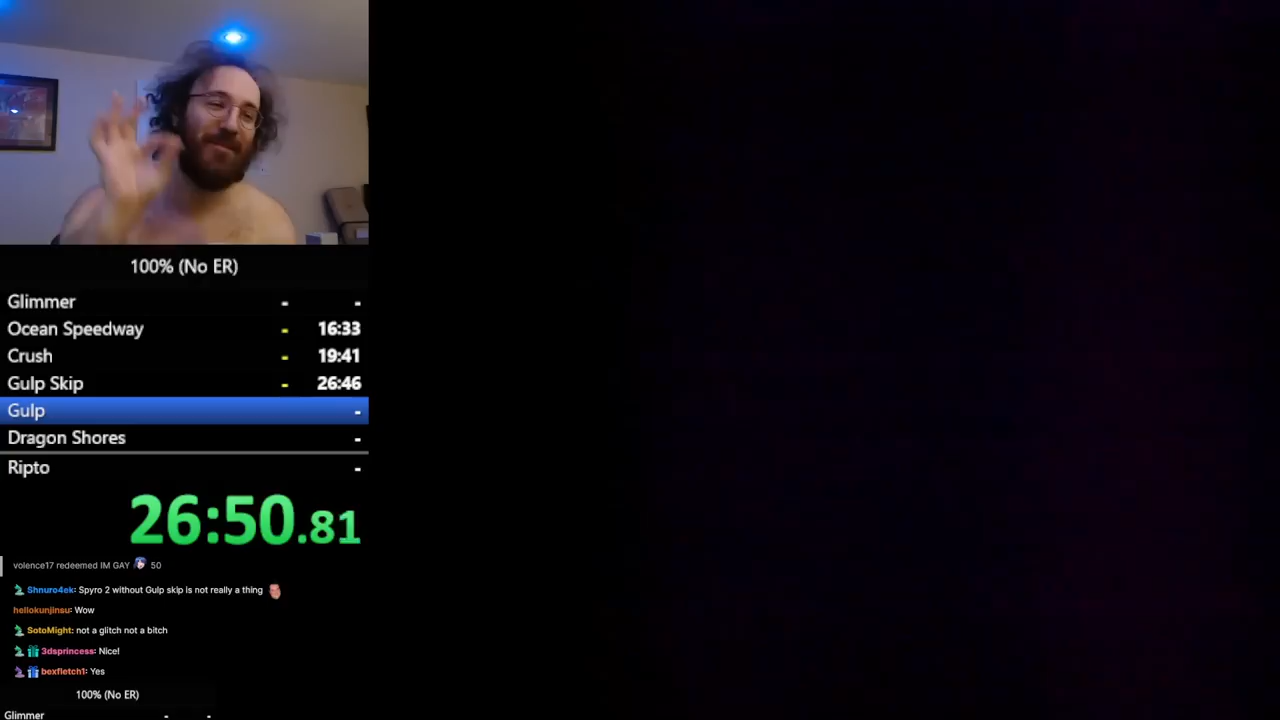 100% (No ER)
Glimmer - -
Ocean Speedway - 16:33
Crush - 19:41
Gulp Skip - 26:46
Gulp -
Dragon Shores -
Ripto -
26:50.81
volence17 redeemed IM GAY 50
Shnuro4ek: Spyro 2 without Gulp skip is not really a thing
hellokunjinsu: Wow
SotoMight: not a glitch not a bitch
3dsprincess: Nice!
bexfletch1: Yes
100% (No ER)
Glimmer - -